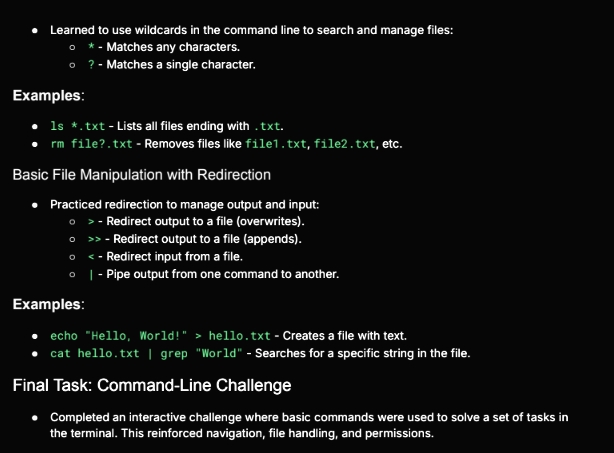 ● Learned to use wildcards in the command line to search and manage files:
○ * - Matches any characters.
○ ? - Matches a single character.
Examples:
● ls *.txt - Lists all files ending with .txt.
● rm file?.txt - Removes files like file1.txt, file2.txt, etc.
Basic File Manipulation with Redirection
● Practiced redirection to manage output and input:
○ > - Redirect output to a file (overwrites).
○ >> - Redirect output to a file (appends).
○ < - Redirect input from a file.
○ | - Pipe output from one command to another.
Examples:
● echo "Hello, World!" > hello.txt - Creates a file with text.
● cat hello.txt | grep "World" - Searches for a specific string in the file.
Final Task: Command-Line Challenge
● Completed an interactive challenge where basic commands were used to solve a set of tasks in
the terminal. This reinforced navigation, file handling, and permissions.